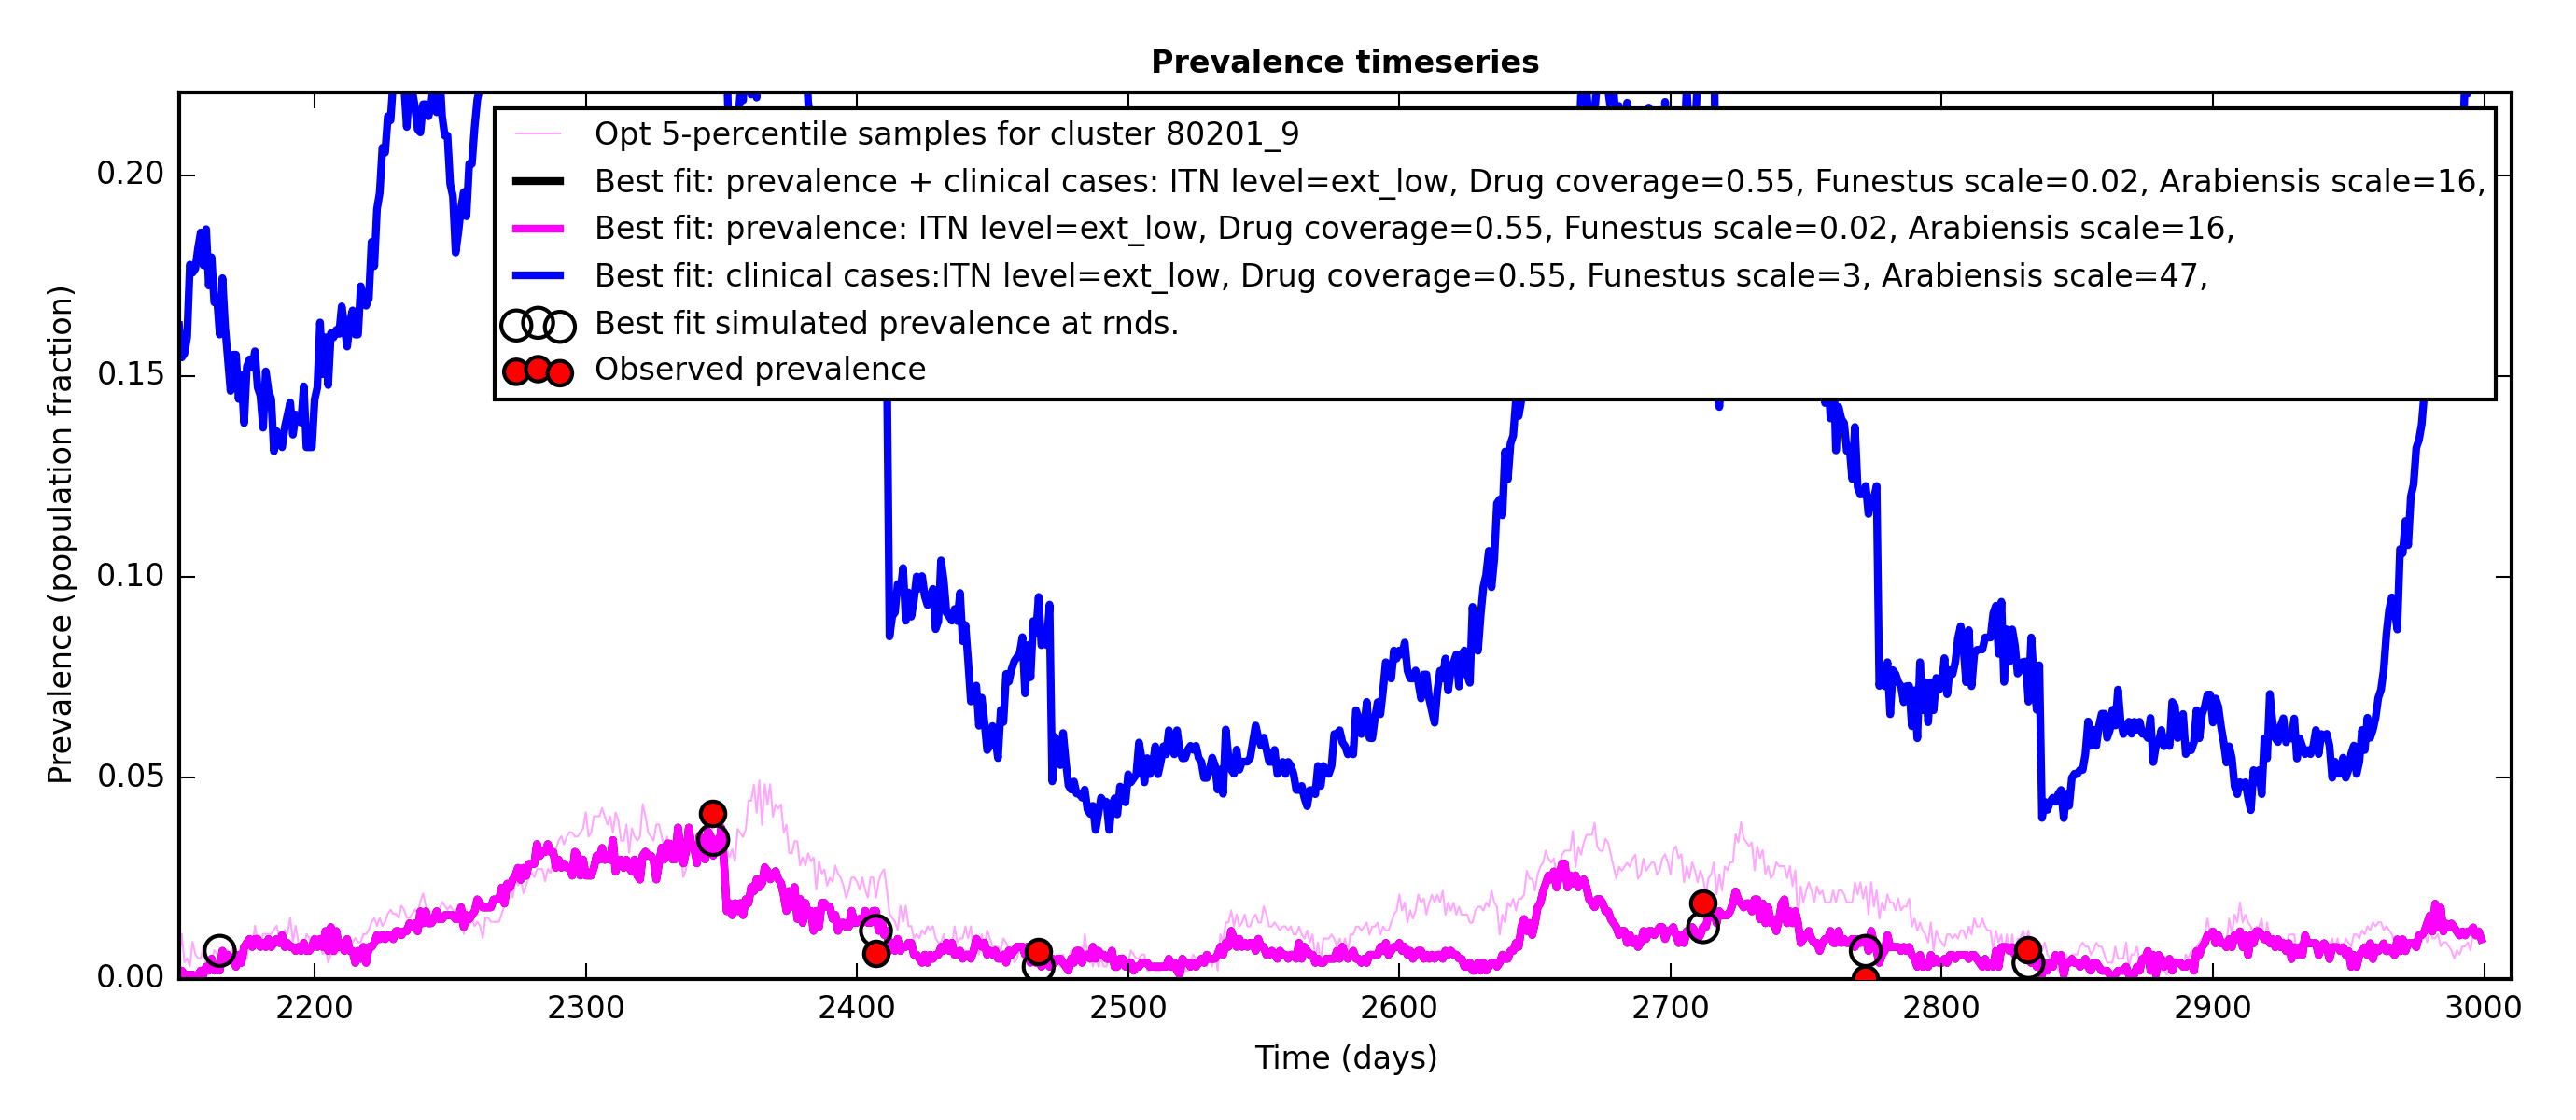 Prevalence timeseries
Opt 5-percentile samples for cluster 80201_9
Best fit: prevalence + clinical cases: ITN level=ext_low, Drug coverage=0.55, Funestus scale=0.02, Arabiensis scale=16,
Best fit: prevalence: ITN level=ext_low, Drug coverage=0.55, Funestus scale=0.02, Arabiensis scale=16,
Best fit: clinical cases:ITN level=ext_low, Drug coverage=0.55, Funestus scale=3, Arabiensis scale=47,
Best fit simulated prevalence at rnds.
Observed prevalence
Prevalence (population fraction)
0.20
0.15
0.10
0.05
0.00
2200 2300 2400 2500 2600 2700 2800 2900 3000
Time (days)